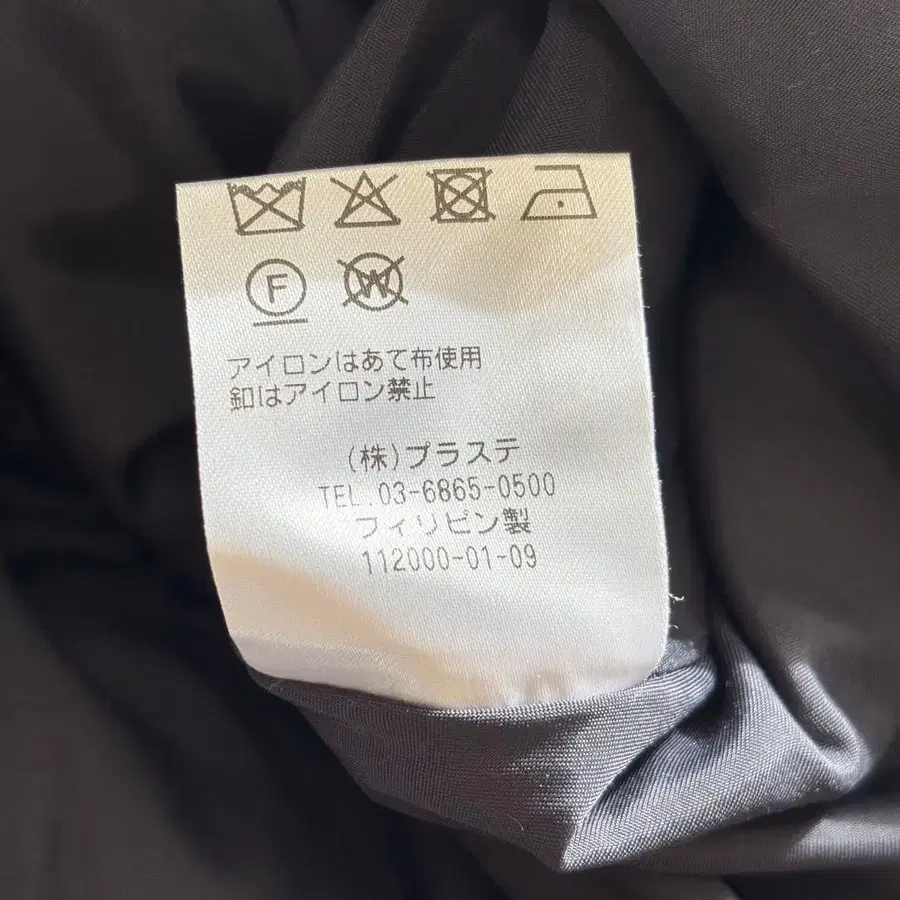 F W
アイロンはあて布使用
釦はアイロン禁止
(株)プラステ
TEL.03-6865-0500
フィリピン製
112000-01-09